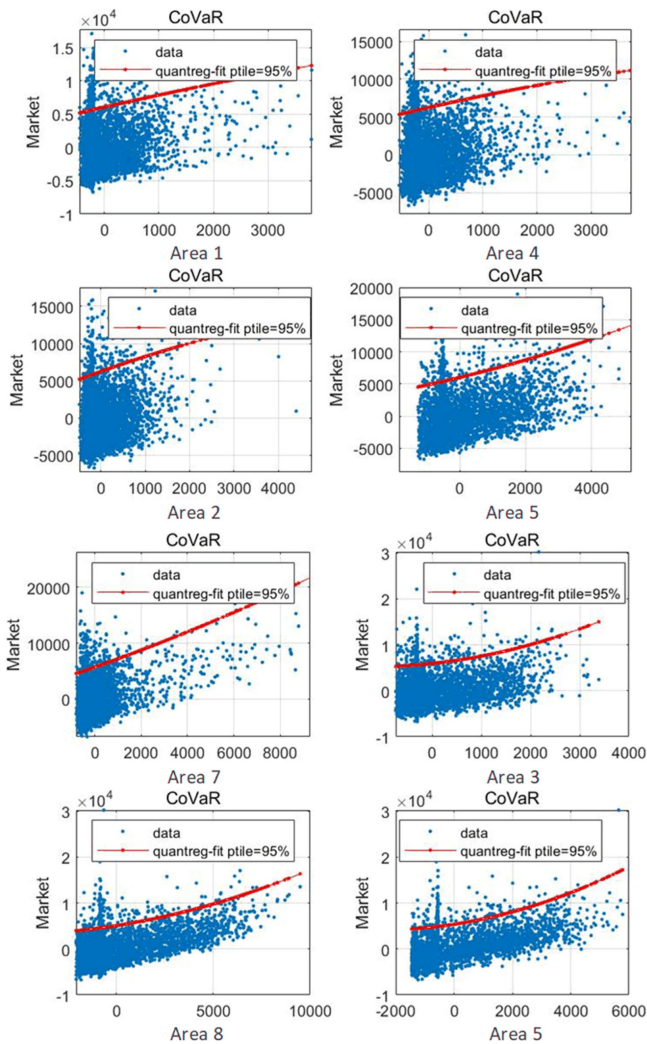 ×10⁴
CoVaR
1.5
1
0.5
0
-0.5
-1
Market
data
quantreg-fit ptile=95%
0
1000
2000
3000
Area 1
CoVaR
15000
10000
5000
0
-5000
Market
data
quantreg-fit ptile=95%
0
1000
2000
3000
Area 4
CoVaR
15000
10000
5000
0
-5000
Market
data
quantreg-fit ptile=95%
0
1000
2000
3000
4000
Area 2
CoVaR
20000
15000
10000
5000
0
-5000
Market
data
quantreg-fit ptile=95%
0
2000
4000
Area 5
CoVaR
20000
10000
0
Market
data
quantreg-fit ptile=95%
0
2000
4000
6000
8000
Area 7
×10⁴
CoVaR
3
2
1
0
-1
Market
data
quantreg-fit ptile=95%
0
1000
2000
3000
4000
Area 3
×10⁴
CoVaR
3
2
1
0
-1
Market
data
quantreg-fit ptile=95%
0
5000
10000
Area 8
×10⁴
CoVaR
3
2
1
0
-1
Market
data
quantreg-fit ptile=95%
-2000
0
2000
4000
6000
Area 5